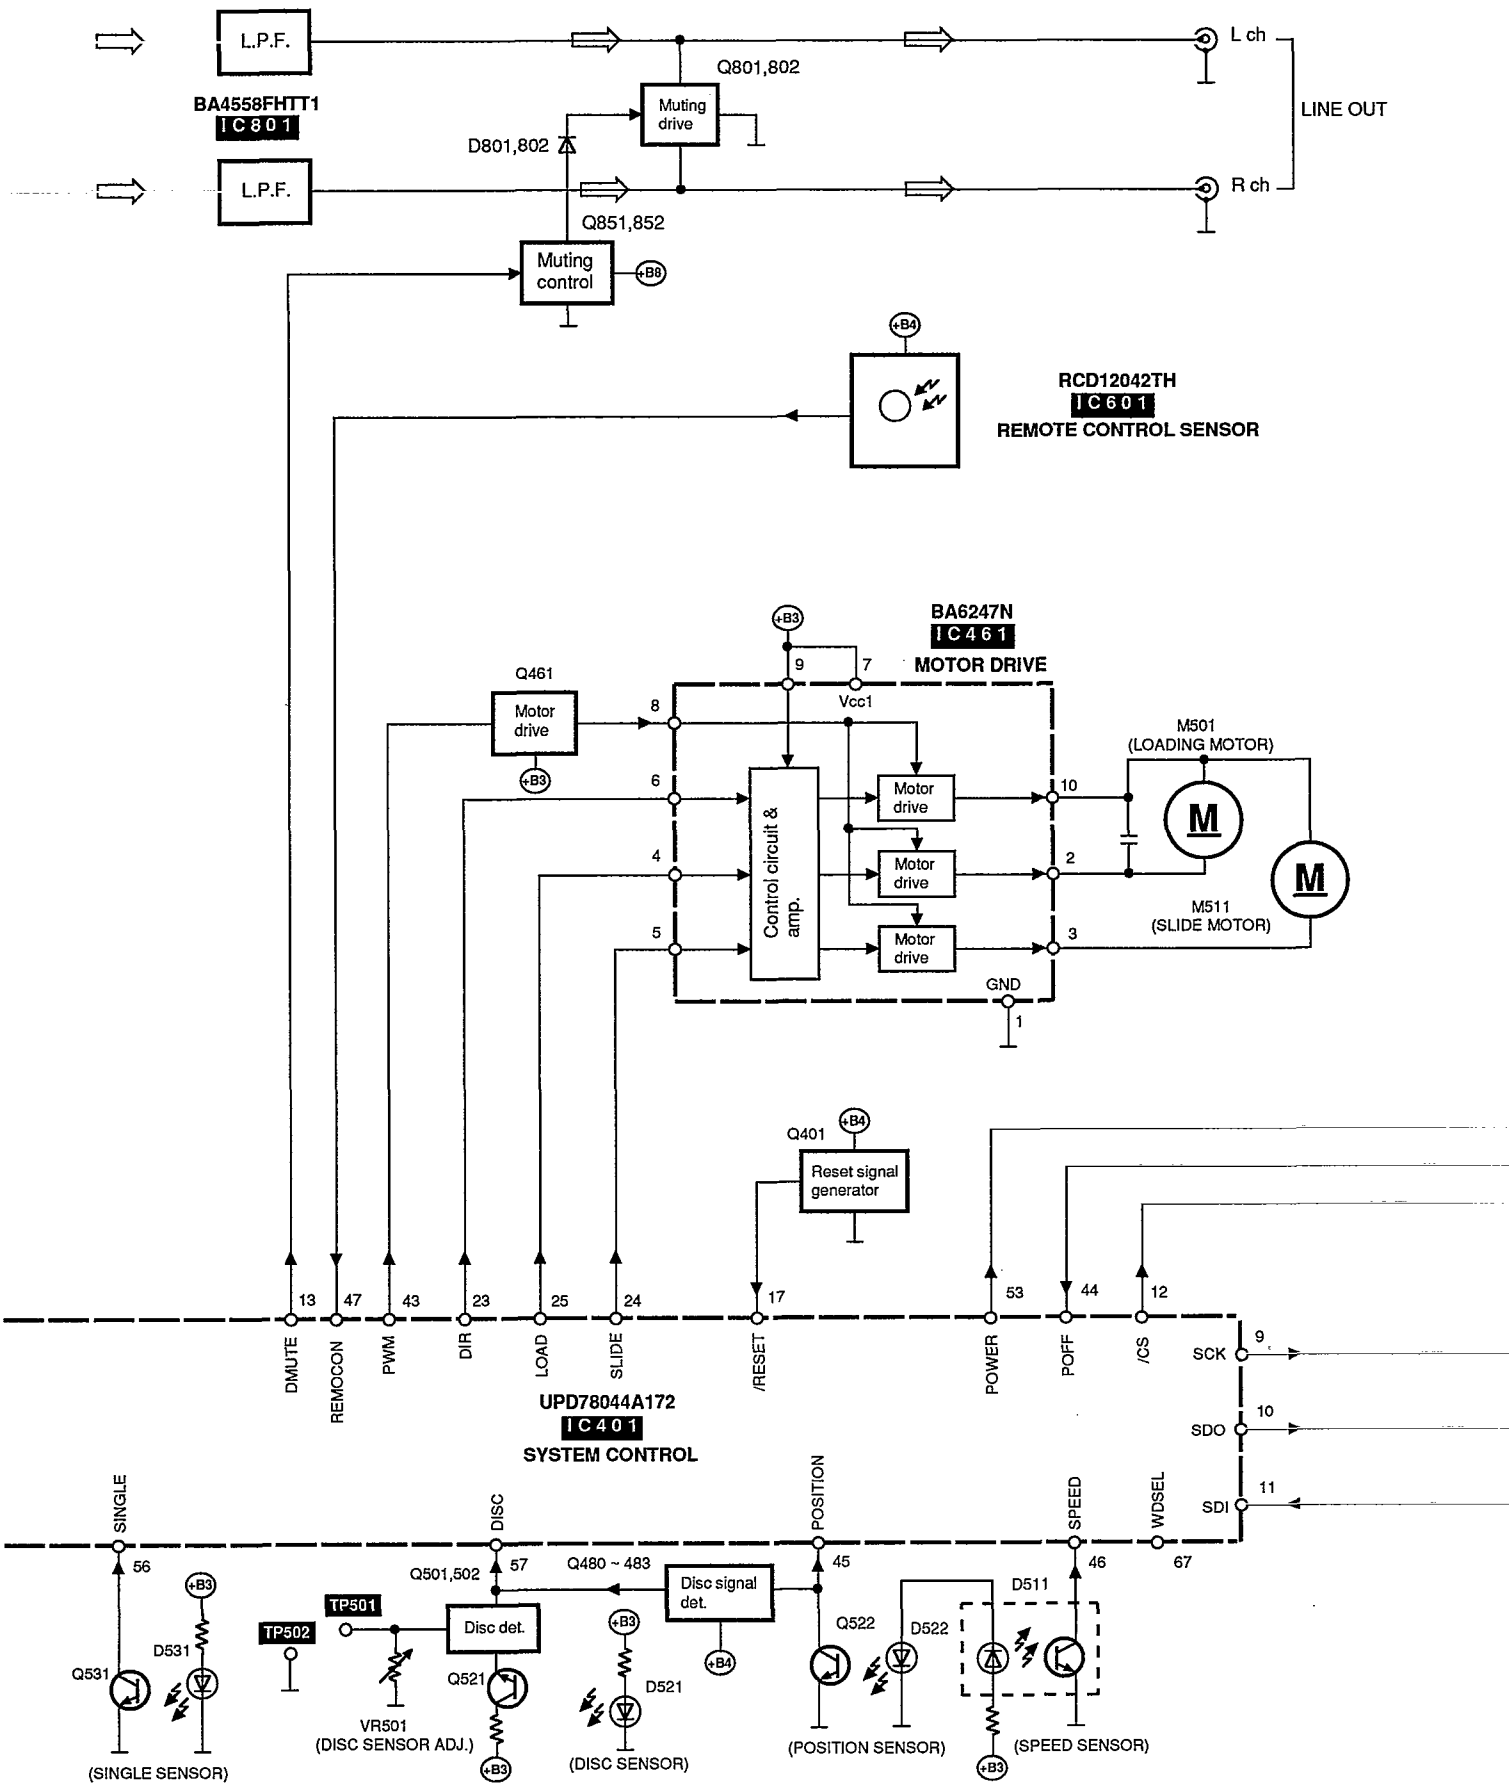 L.P.F.
L ch
Q801,802
BA4558FHTT1
IC801
Muting
drive
LINE OUT
D801,802
L.P.F.
R ch
Q851,852
Muting
control
+B8
+B4
RCD12042TH
IC601
REMOTE CONTROL SENSOR
+B3
BA6247N
IC461
MOTOR DRIVE
9
7
Vcc1
Q461
Motor
drive
+B3
8
6
4
5
Control circuit &
amp.
Motor
drive
Motor
drive
Motor
drive
10
2
3
GND
1
M501
(LOADING MOTOR)
M
M
M511
(SLIDE MOTOR)
Q401
+B4
Reset signal
generator
13
47
43
23
25
24
17
53
44
12
DMUTE
REMOCON
PWM
DIR
LOAD
SLIDE
/RESET
POWER
POFF
/CS
SCK
9
SDO
10
SDI
11
UPD78044A172
IC401
SYSTEM CONTROL
SINGLE
DISC
POSITION
SPEED
WDSEL
56
57
45
46
67
+B3
D531
Q531
(SINGLE SENSOR)
TP502
TP501
Q501,502
Disc det.
Q521
VR501
(DISC SENSOR ADJ.)
+B3
Q480 ~ 483
Disc signal
det.
+B4
+B3
D521
(DISC SENSOR)
Q522
D522
(POSITION SENSOR)
D511
(SPEED SENSOR)
+B3